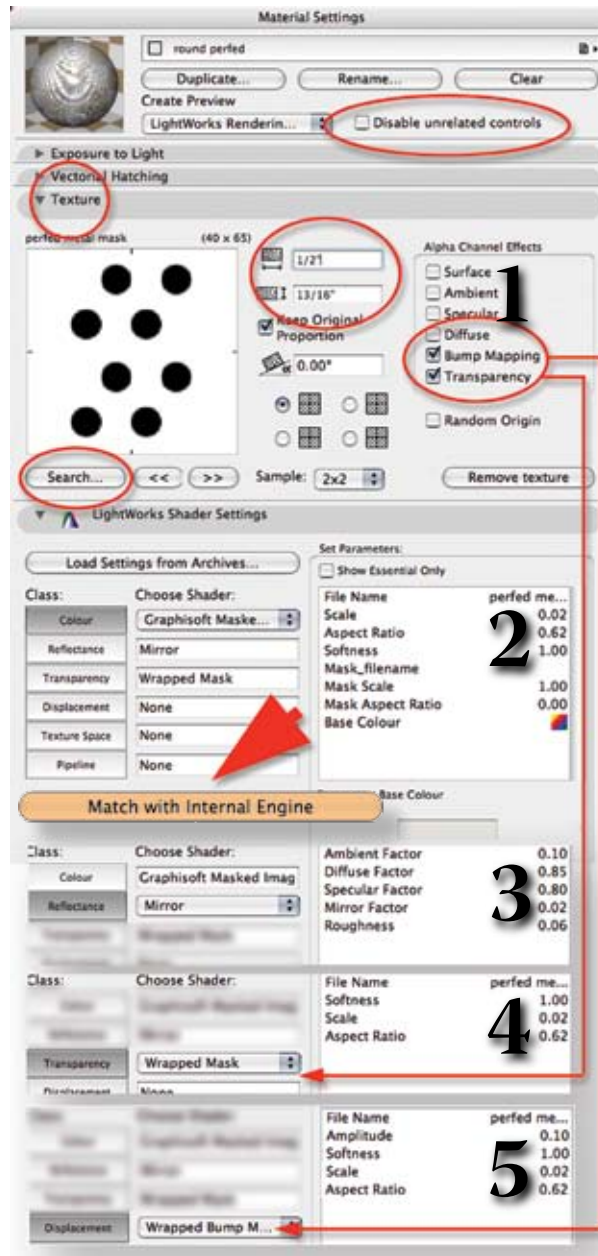 Material Settings
round perfed
Duplicate... Rename... Clear
Create Preview
LightWorks Renderin... Disable unrelated controls
Exposure to Light
Vectorial Hatching
Texture
perfed metal mask (40 x 65)
1/2"
13/16"
Keep Original
Proportion
α 0.00°
Alpha Channel Effects
Surface
Ambient
Specular
Diffuse
Bump Mapping
Transparency
Random Origin
1
Search... << >> Sample: 2x2 Remove texture
LightWorks Shader Settings
Load Settings from Archives...
Set Parameters:
Show Essential Only
Class: Choose Shader:
Colour Graphisoft Maske...
Reflectance Mirror
Transparency Wrapped Mask
Displacement None
Texture Space None
Pipeline None
File Name perfed me...
Scale 0.02
Aspect Ratio 0.62
Softness 1.00
Mask_filename
Mask Scale 1.00
Mask Aspect Ratio 0.00
Base Colour
2
Match with Internal Engine
Base Colour
Class: Choose Shader:
Colour Graphisoft Masked Imag
Reflectance Mirror
Ambient Factor 0.10
Diffuse Factor 0.85
Specular Factor 0.80
Mirror Factor 0.02
Roughness 0.06
3
Class: Choose Shader:
Transparency Wrapped Mask
Displacement None
File Name perfed me...
Softness 1.00
Scale 0.02
Aspect Ratio 0.62
4
Displacement Wrapped Bump M...
File Name perfed me...
Amplitude 0.10
Softness 1.00
Scale 0.02
Aspect Ratio 0.62
5